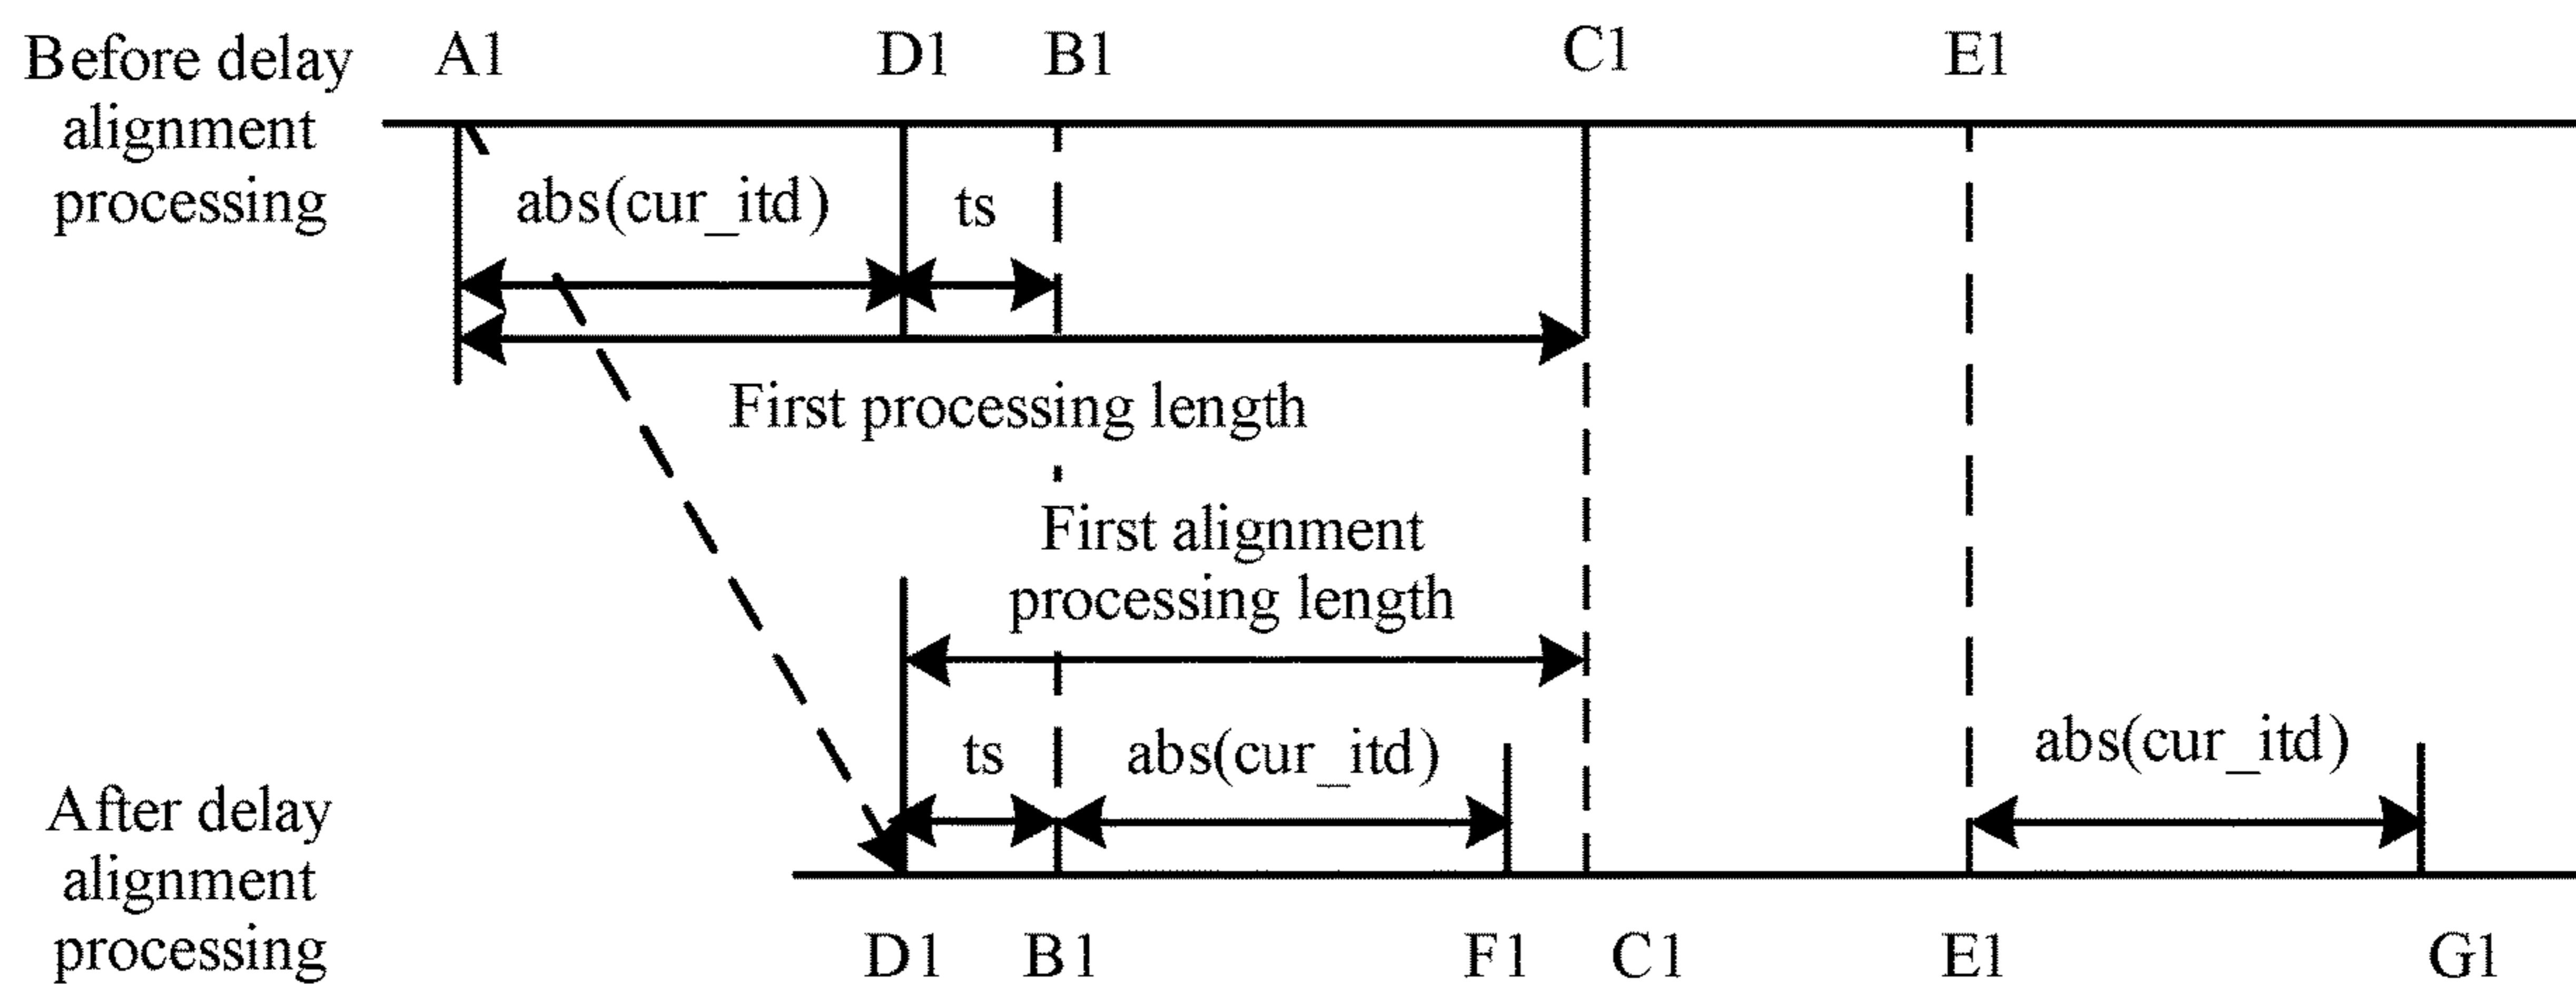 Before delay
alignment
processing
A1
D1
B1
C1
E1
abs(cur_itd)
ts
First processing length
First alignment
processing length
ts
abs(cur_itd)
abs(cur_itd)
After delay
alignment
processing
D1
B1
F1
C1
E1
G1